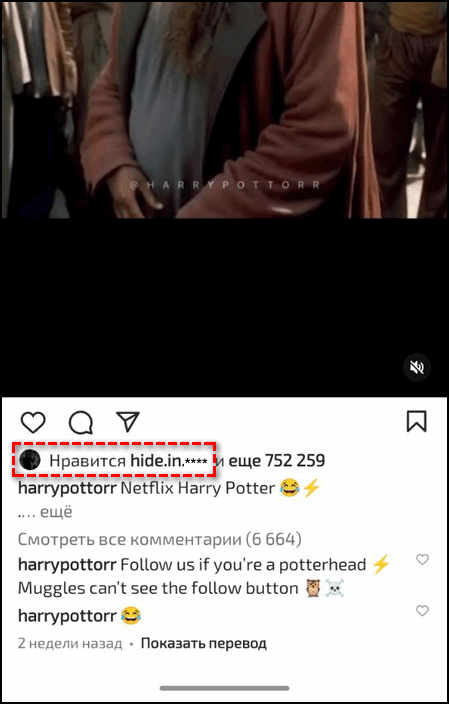 @HARRYPOTTORR
Нравится hide.in.**** и еще 752 259
harrypottorr Netflix Harry Potter 😂⚡
.… ещё
Смотреть все комментарии (6 664)
harrypottorr Follow us if you're a potterhead ⚡
Muggles can't see the follow button 🦉☠️
harrypottorr 😂
2 недели назад • Показать перевод